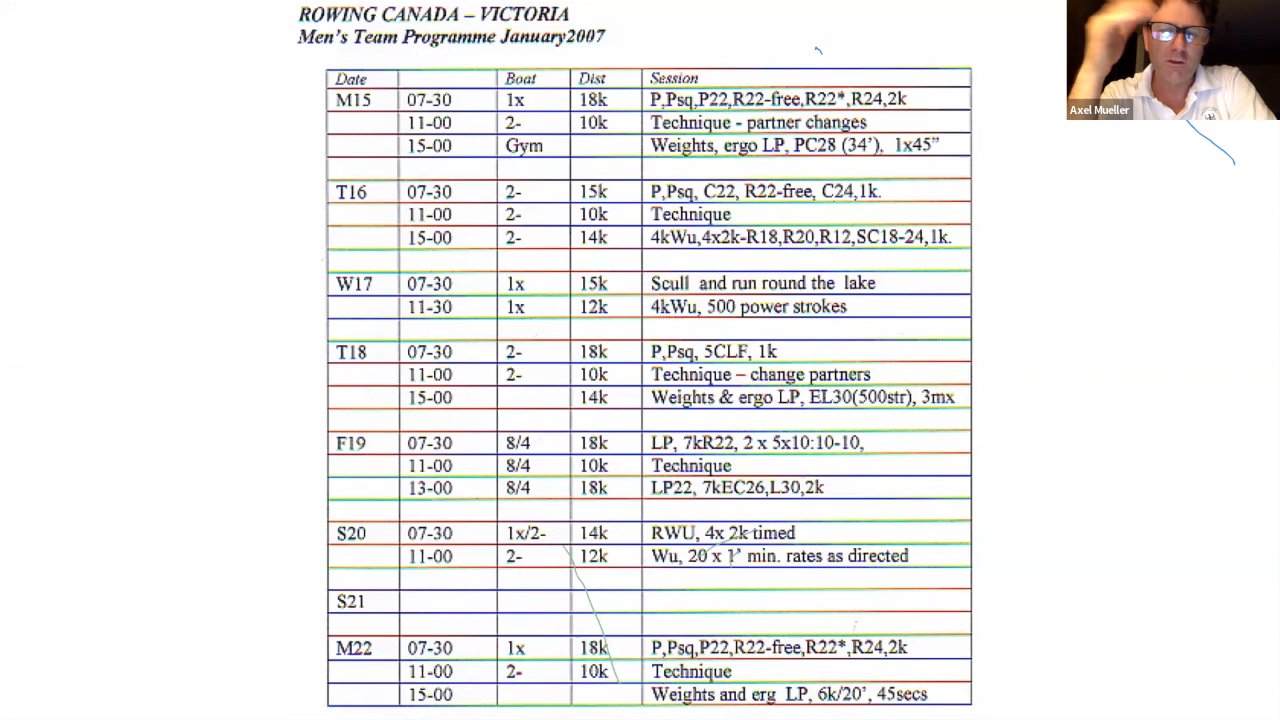 ROWING CANADA – VICTORIA
Men's Team Programme January2007
Date Boat Dist Session
M15 07-30 1x 18k P,Psq,P22,R22-free,R22*,R24,2k
11-00 2- 10k Technique - partner changes
15-00 Gym Weights, ergo LP, PC28 (34'), 1x45"
T16 07-30 2- 15k P,Psq, C22, R22-free, C24,1k.
11-00 2- 10k Technique
15-00 2- 14k 4kWu,4x2k-R18,R20,R12,SC18-24,1k.
W17 07-30 1x 15k Scull and run round the lake
11-30 1x 12k 4kWu, 500 power strokes
T18 07-30 2- 18k P,Psq, 5CLF, 1k
11-00 2- 10k Technique – change partners
15-00 14k Weights & ergo LP, EL30(500str), 3mx
F19 07-30 8/4 18k LP, 7kR22, 2 x 5x10:10-10,
11-00 8/4 10k Technique
13-00 8/4 18k LP22, 7kEC26,L30,2k
S20 07-30 1x/2- 14k RWU, 4x 2k timed
11-00 2- 12k Wu, 20 x 1' min. rates as directed
S21
M22 07-30 1x 18k P,Psq,P22,R22-free,R22*,R24,2k
11-00 2- 10k Technique
15-00 Weights and erg LP, 6k/20', 45secs
Axel Mueller